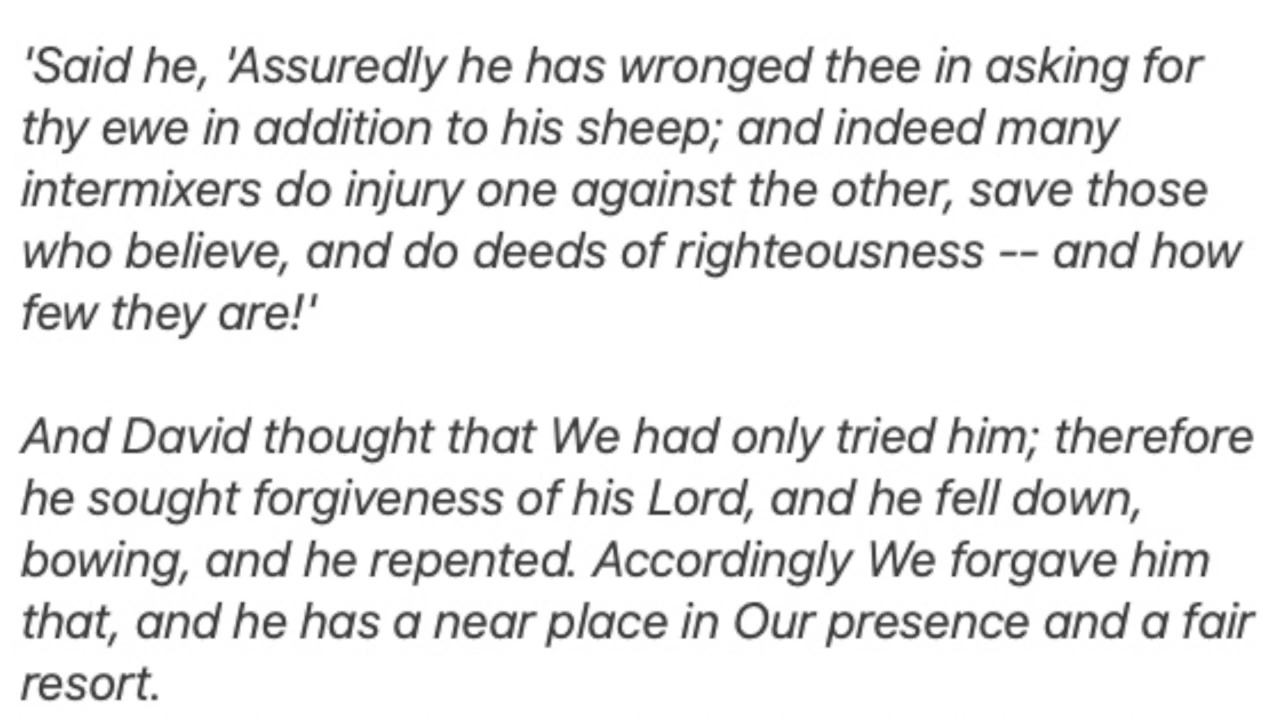 'Said he, 'Assuredly he has wronged thee in asking for
thy ewe in addition to his sheep; and indeed many
intermixers do injury one against the other, save those
who believe, and do deeds of righteousness -- and how
few they are!'
And David thought that We had only tried him; therefore
he sought forgiveness of his Lord, and he fell down,
bowing, and he repented. Accordingly We forgave him
that, and he has a near place in Our presence and a fair
resort.